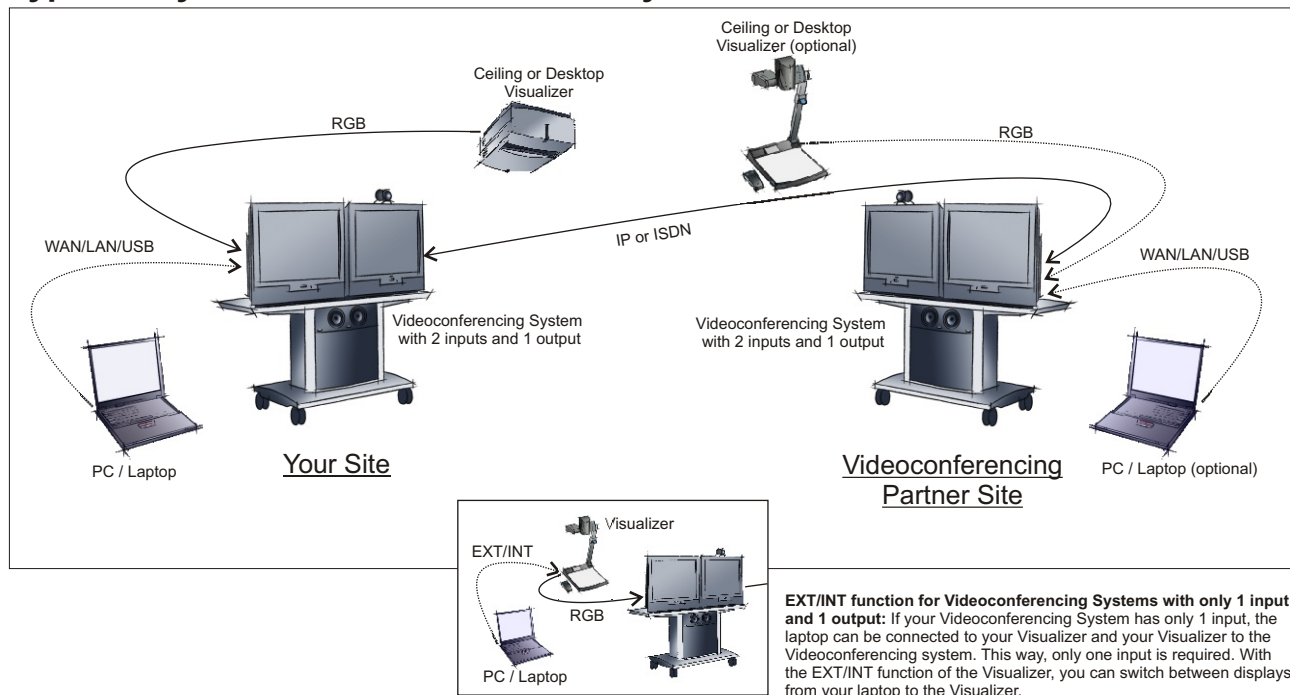 Ceiling or Desktop
Visualizer (optional)
Ceiling or Desktop
Visualizer
RGB
RGB
IP or ISDN
WAN/LAN/USB
WAN/LAN/USB
Videoconferencing System
with 2 inputs and 1 output
Videoconferencing System
with 2 inputs and 1 output
PC / Laptop
Your Site
Videoconferencing
Partner Site
PC / Laptop (optional)
Visualizer
EXT/INT
RGB
PC / Laptop
EXT/INT function for Videoconferencing Systems with only 1 input
and 1 output: If your Videoconferencing System has only 1 input, the
laptop can be connected to your Visualizer and your Visualizer to the
Videoconferencing system. This way, only one input is required. With
the EXT/INT function of the Visualizer, you can switch between displays
from your laptop to the Visualizer.